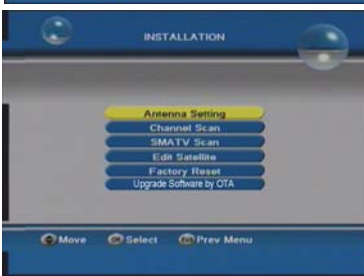 INSTALLATION
Antenna Setting
Channel Scan
SMATV Scan
Edit Satellite
Factory Reset
Upgrade Software by OTA
Move Select Prev Menu